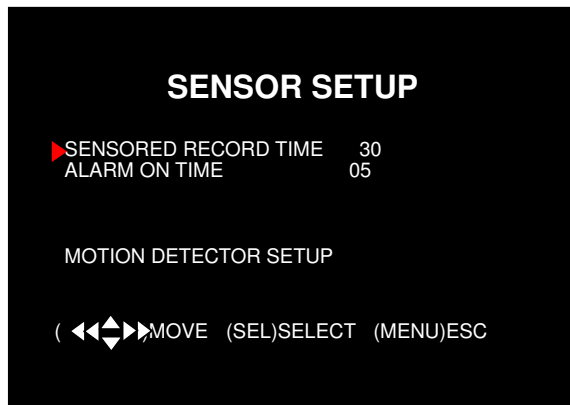 SENSOR SETUP
SENSORED RECORD TIME 30
ALARM ON TIME 05
MOTION DETECTOR SETUP
( ◀◀▲▼▶▶)MOVE (SEL)SELECT (MENU)ESC